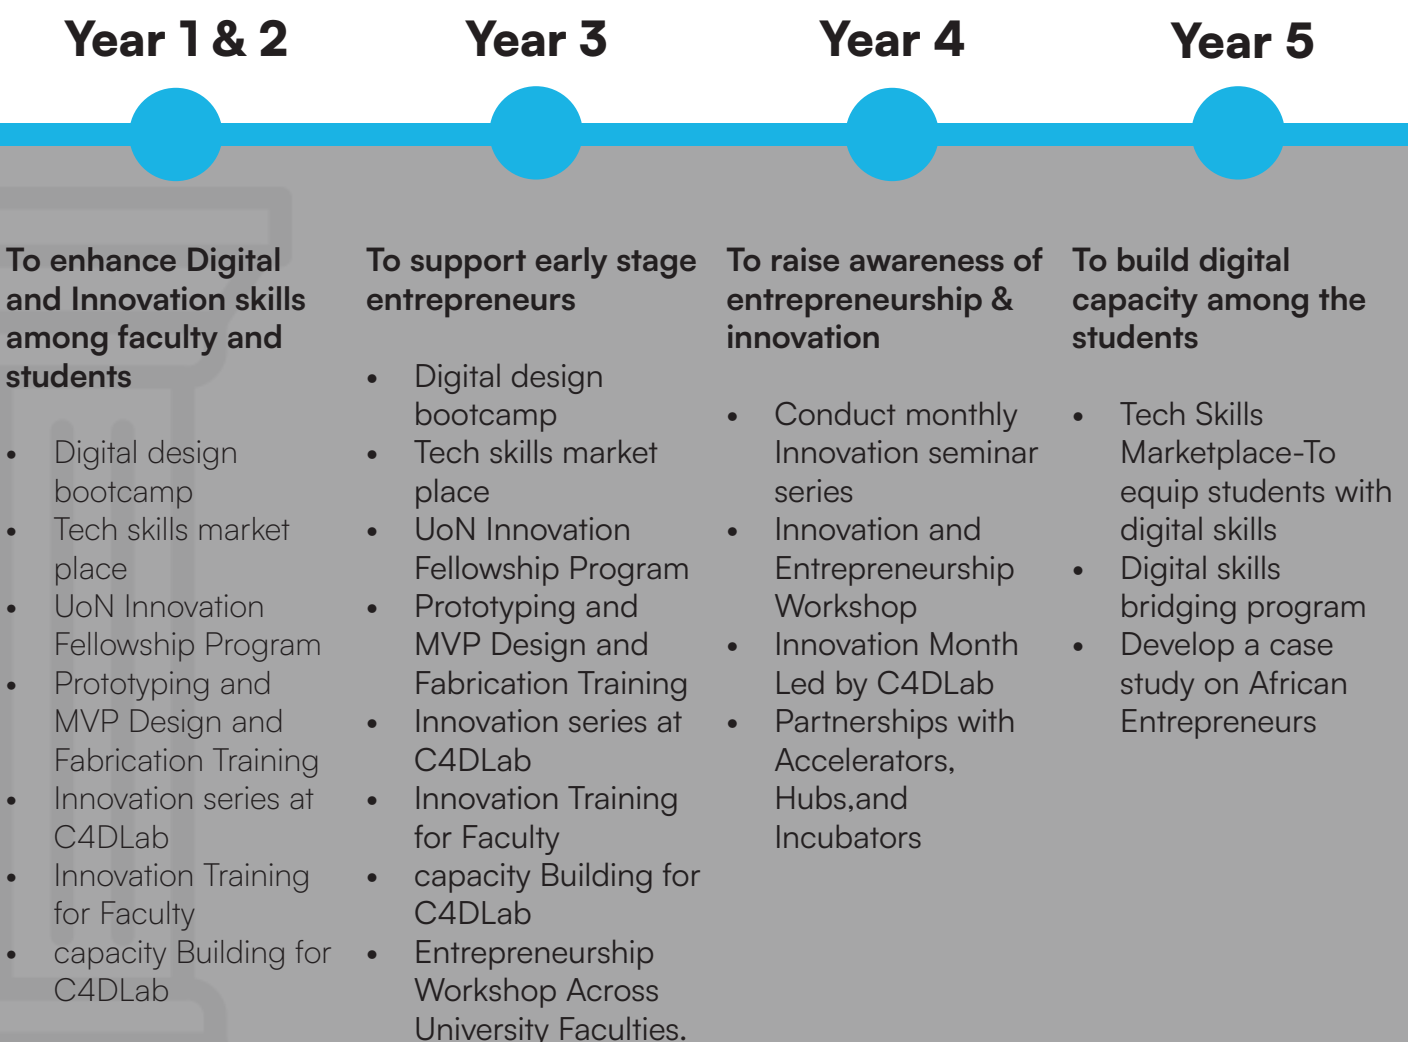 Year 1 & 2
To enhance Digital
and Innovation skills
among faculty and
students
• Digital design
bootcamp
• Tech skills market
place
• UoN Innovation
Fellowship Program
• Prototyping and
MVP Design and
Fabrication Training
• Innovation series at
C4DLab
• Innovation Training
for Faculty
• capacity Building for
C4DLab
Year 3
To support early stage
entrepreneurs
• Digital design
bootcamp
• Tech skills market
place
• UoN Innovation
Fellowship Program
• Prototyping and
MVP Design and
Fabrication Training
• Innovation series at
C4DLab
• Innovation Training
for Faculty
• capacity Building for
C4DLab
• Entrepreneurship
Workshop Across
University Faculties.
Year 4
To raise awareness of
entrepreneurship &
innovation
• Conduct monthly
Innovation seminar
series
• Innovation and
Entrepreneurship
Workshop
• Innovation Month
Led by C4DLab
• Partnerships with
Accelerators,
Hubs,and
Incubators
Year 5
To build digital
capacity among the
students
• Tech Skills
Marketplace-To
equip students with
digital skills
• Digital skills
bridging program
• Develop a case
study on African
Entrepreneurs